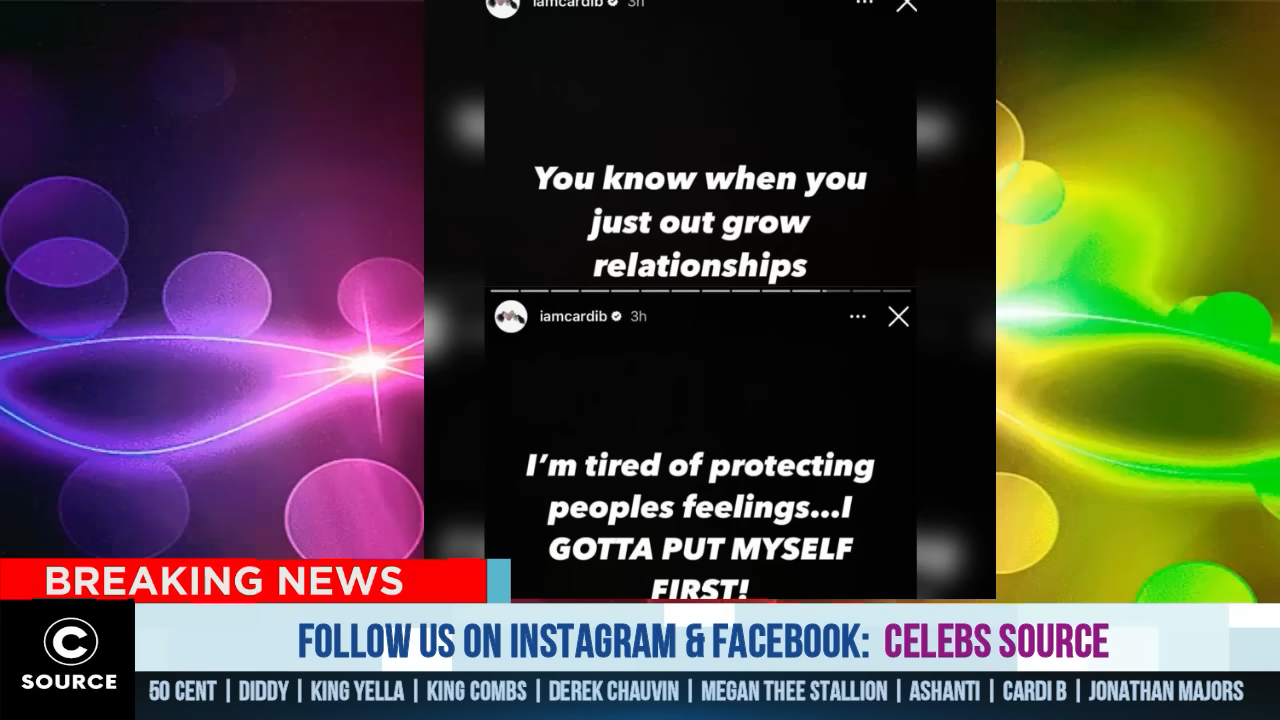 iamcardib 3h
You know when you
just out grow
relationships
iamcardib 3h
I'm tired of protecting
peoples feelings...I
GOTTA PUT MYSELF
FIRST!
BREAKING NEWS
C
SOURCE
FOLLOW US ON INSTAGRAM & FACEBOOK: CELEBS SOURCE
50 CENT | DIDDY | KING YELLA | KING COMBS | DEREK CHAUVIN | MEGAN THEE STALLION | ASHANTI | CARDI B | JONATHAN MAJORS